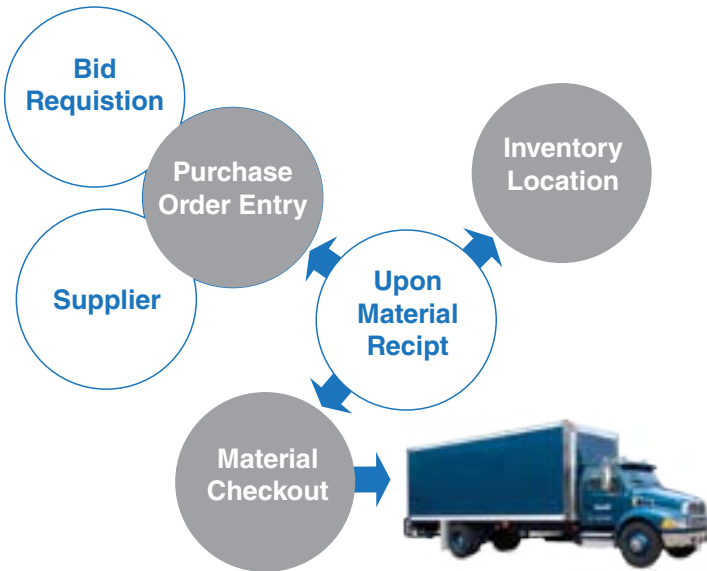 Bid
Requistion
Purchase
Order Entry
Supplier
Inventory
Location
Upon
Material
Recipt
Material
Checkout